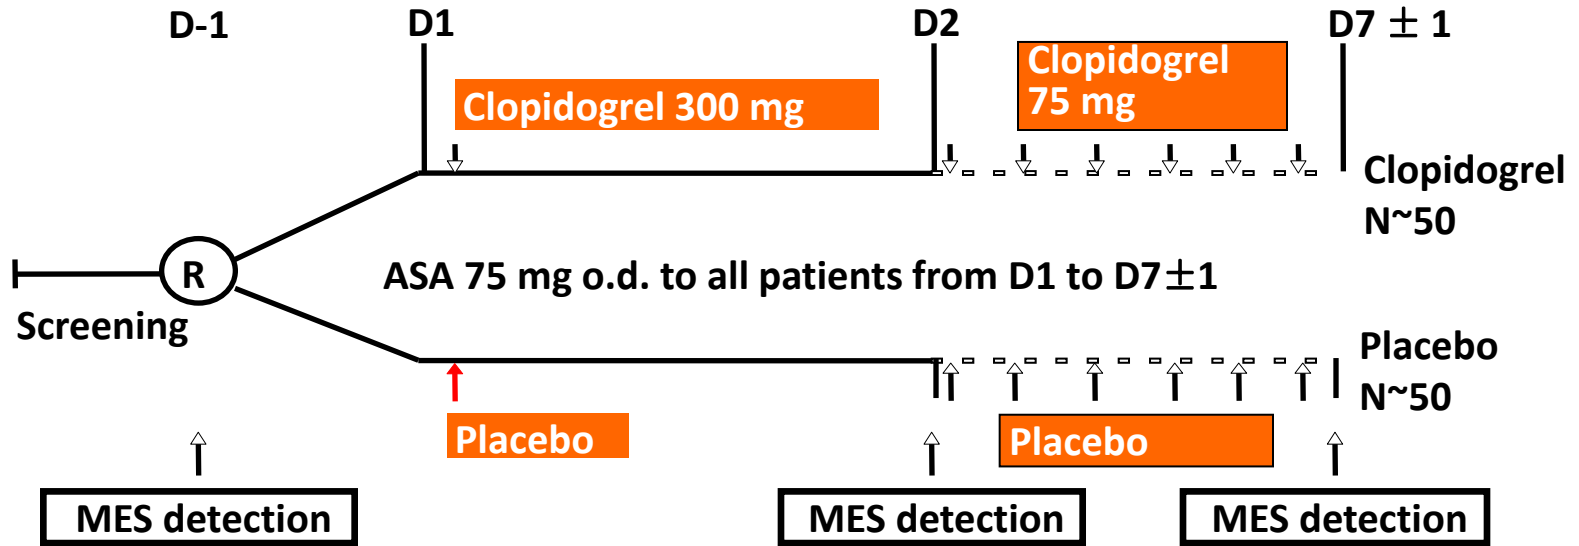 D-1
D1
D2
D7 ± 1
Clopidogrel 300 mg
Clopidogrel
75 mg
Clopidogrel
N~50
R
ASA 75 mg o.d. to all patients from D1 to D7±1
Screening
Placebo
N~50
Placebo
Placebo
MES detection
MES detection
MES detection